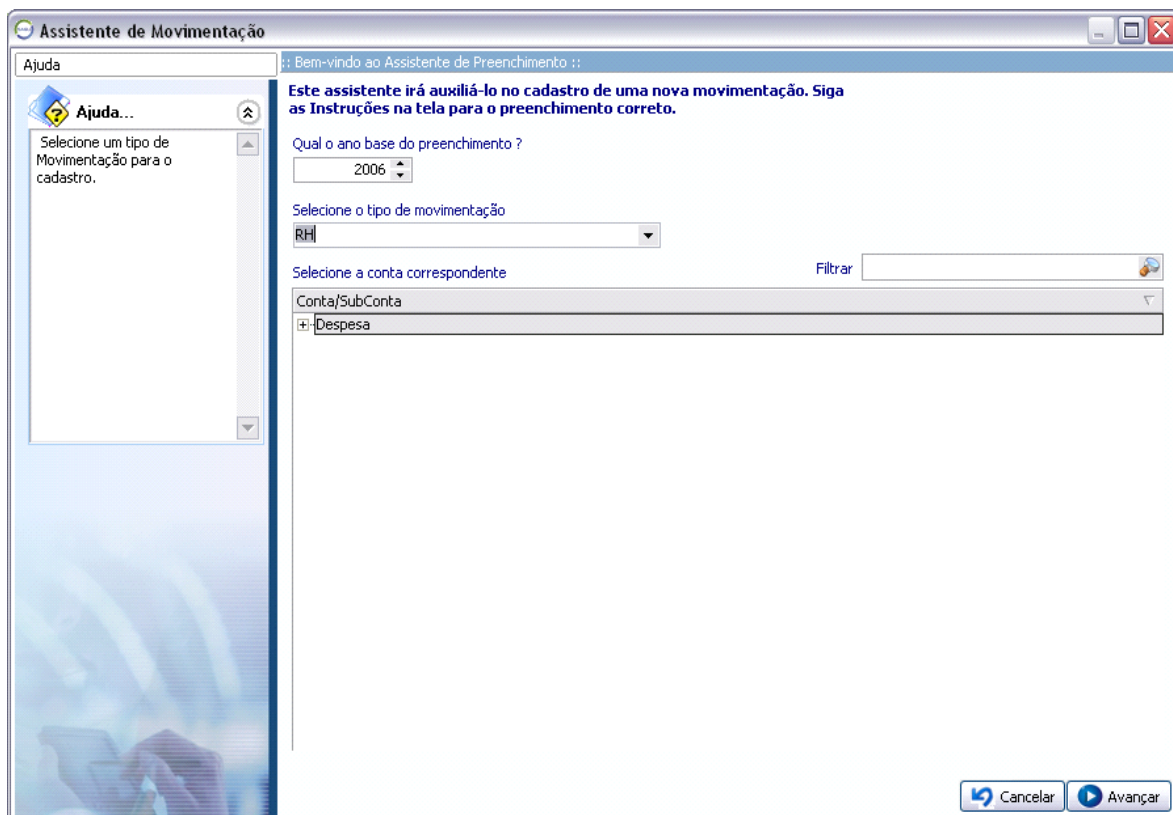 Assistente de Movimentação
Ajuda
:: Bem-vindo ao Assistente de Preenchimento ::
Ajuda...
Selecione um tipo de
Movimentação para o
cadastro.
Este assistente irá auxiliá-lo no cadastro de uma nova movimentação. Siga
as Instruções na tela para o preenchimento correto.
Qual o ano base do preenchimento ?
2006
Selecione o tipo de movimentação
RH
Selecione a conta correspondente
Filtrar
Conta/SubConta
Despesa
Cancelar
Avançar